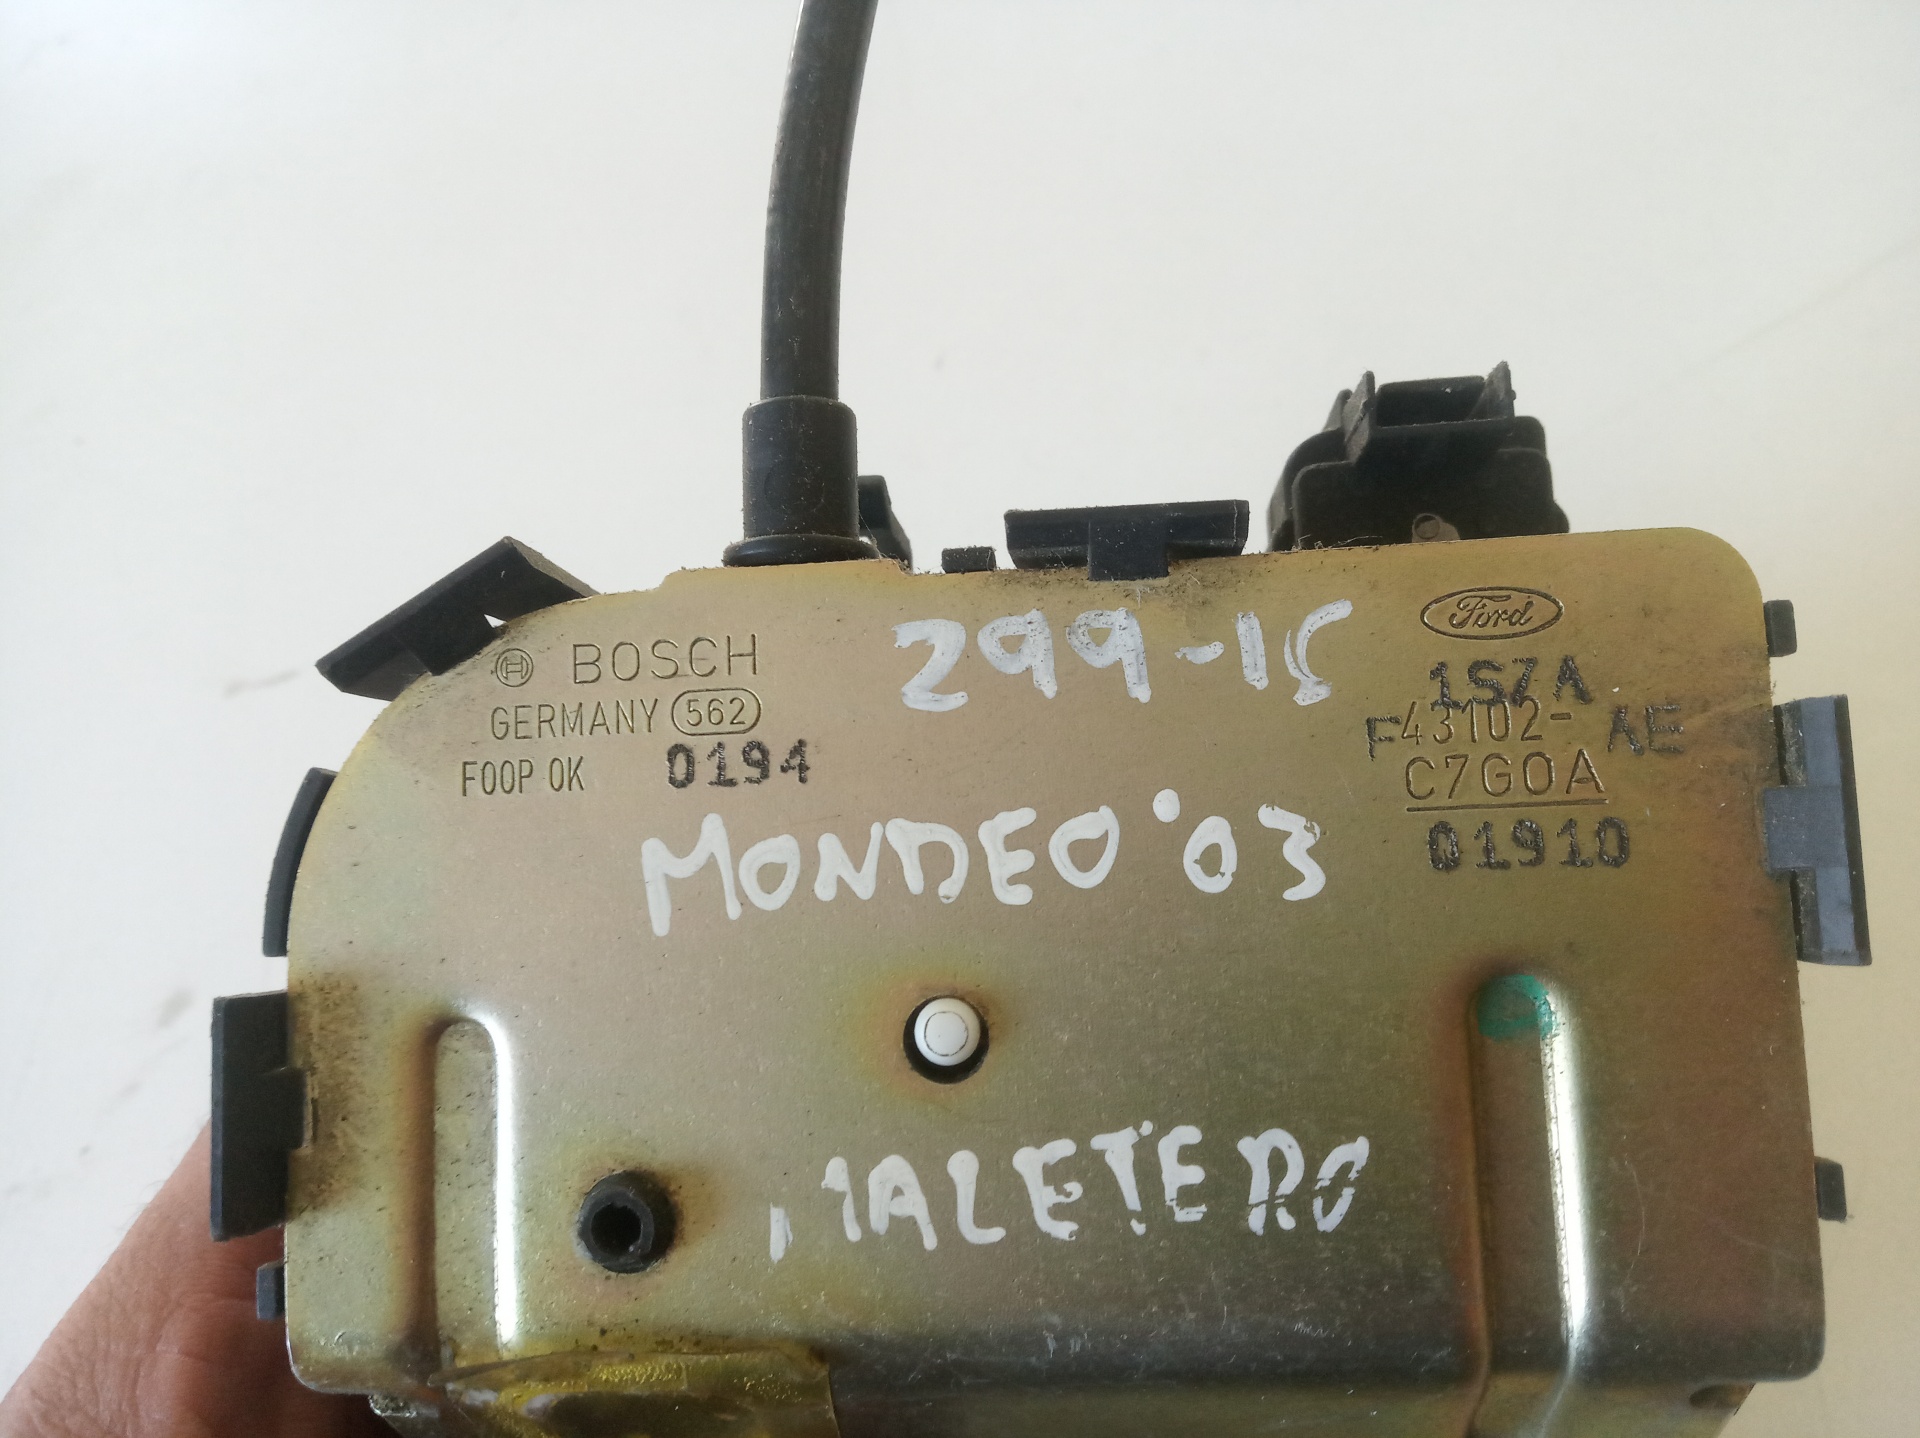 299-15
Ford
BOSCH
1S7A
GERMANY 562
F43102-AE
F00P 0K 0194
C7G0A
01910
MONDEO '03
MALETERO